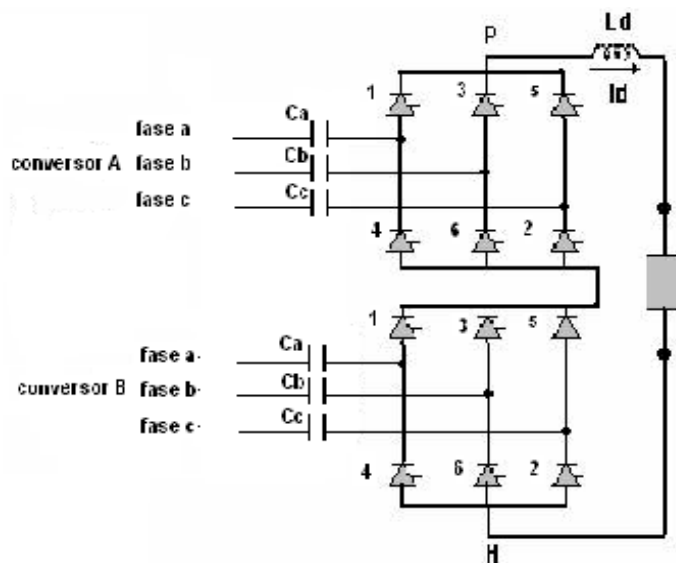 P
Ld
Id
1
3
5
fase a
Ca
conversor A
fase b
Cb
fase c
Cc
4
6
2
1
3
5
fase a-
Ca
conversor B
fase b-
Cb
fase c-
Cc
4
6
2
H